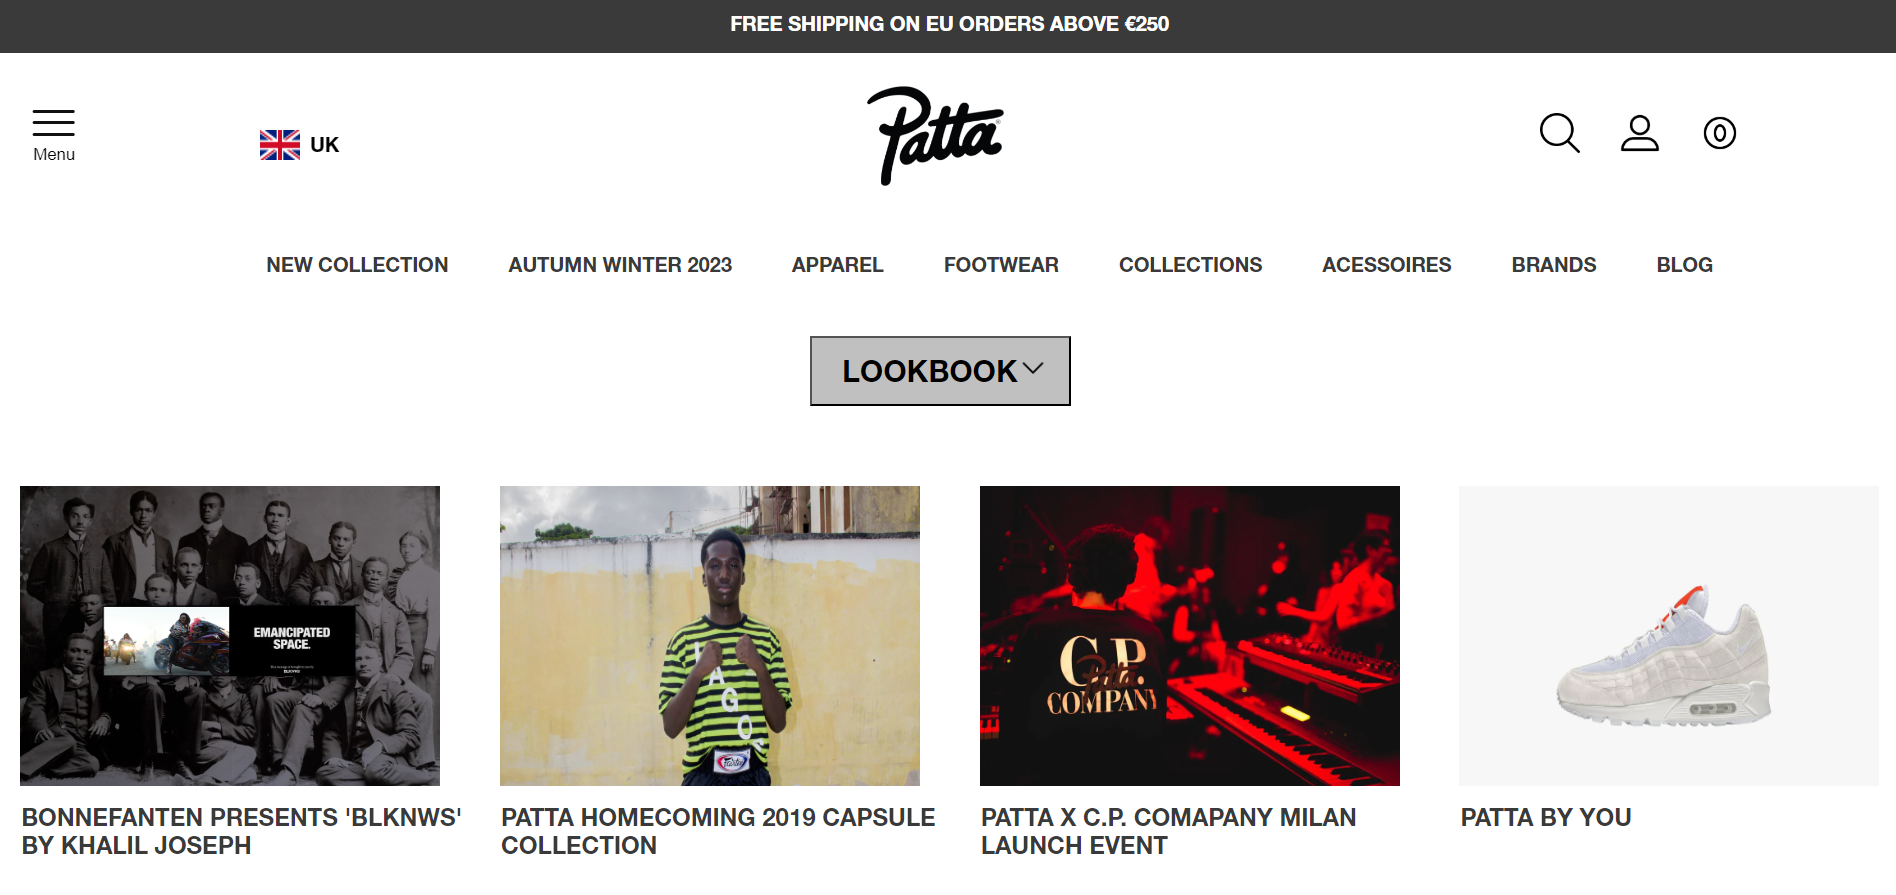 FREE SHIPPING ON EU ORDERS ABOVE €250
Menu
UK
Patta
0
NEW COLLECTION
AUTUMN WINTER 2023
APPAREL
FOOTWEAR
COLLECTIONS
ACESSOIRES
BRANDS
BLOG
LOOKBOOK
EMANCIPATED
SPACE.
C.P.
Patta
COMPANY
BONNEFANTEN PRESENTS 'BLKNWS'
BY KHALIL JOSEPH
PATTA HOMECOMING 2019 CAPSULE
COLLECTION
PATTA X C.P. COMAPANY MILAN
LAUNCH EVENT
PATTA BY YOU